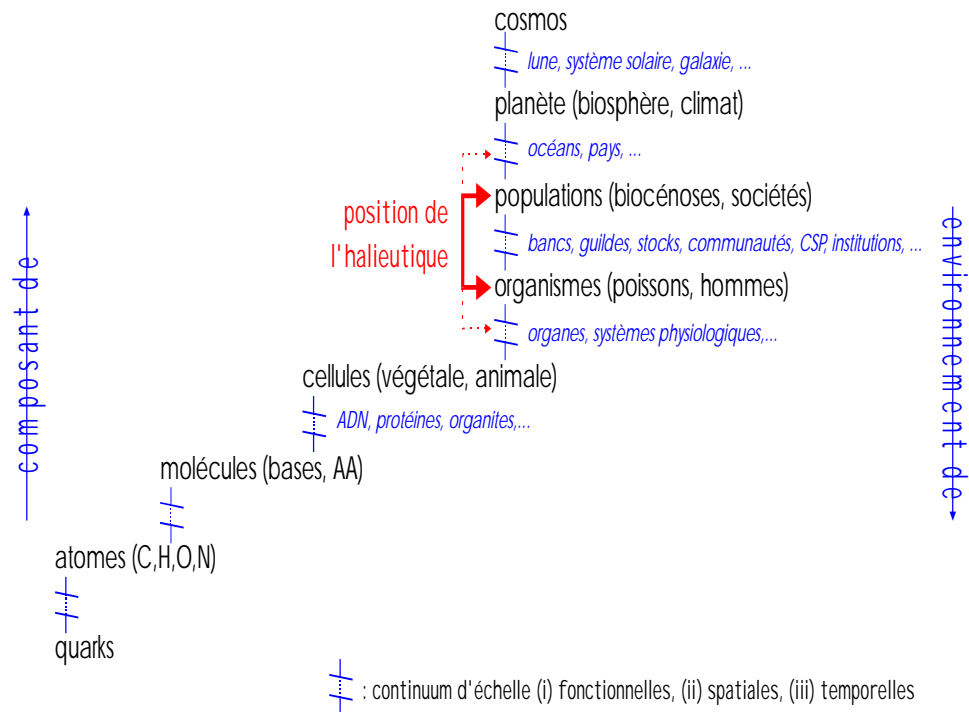 cosmos
lune, système solaire, galaxie, ...
planète (biosphère, climat)
océans, pays, ...
populations (biocénoses, sociétés)
position de
l'halieutique
bancs, guildes, stocks, communautés, CSP, institutions, ...
organismes (poissons, hommes)
organes, systèmes physiologiques,...
cellules (végétale, animale)
ADN, protéines, organites,...
molécules (bases, AA)
atomes (C,H,O,N)
quarks
composant de
environnement de
: continuum d'échelle (i) fonctionnelles, (ii) spatiales, (iii) temporelles